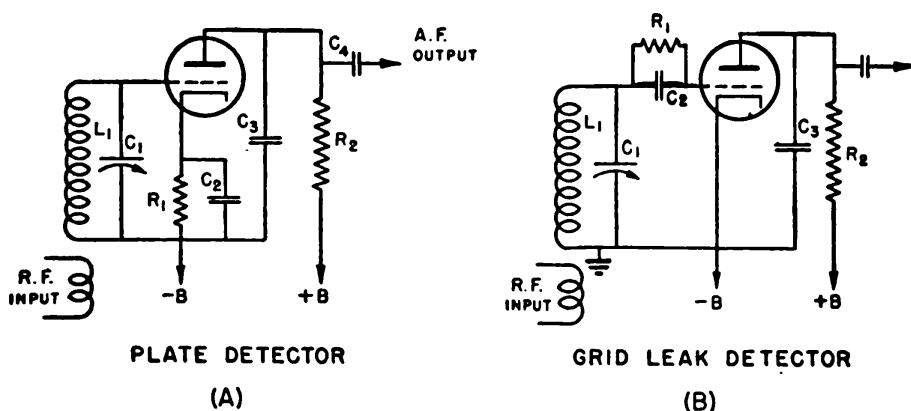 C4
A.F.
OUTPUT
L1
C1
C3
R2
R1
C2
R.F.
INPUT
-B
+B
PLATE DETECTOR
(A)
R1
C2
L1
C1
C3
R2
R.F.
INPUT
-B
+B
GRID LEAK DETECTOR
(B)